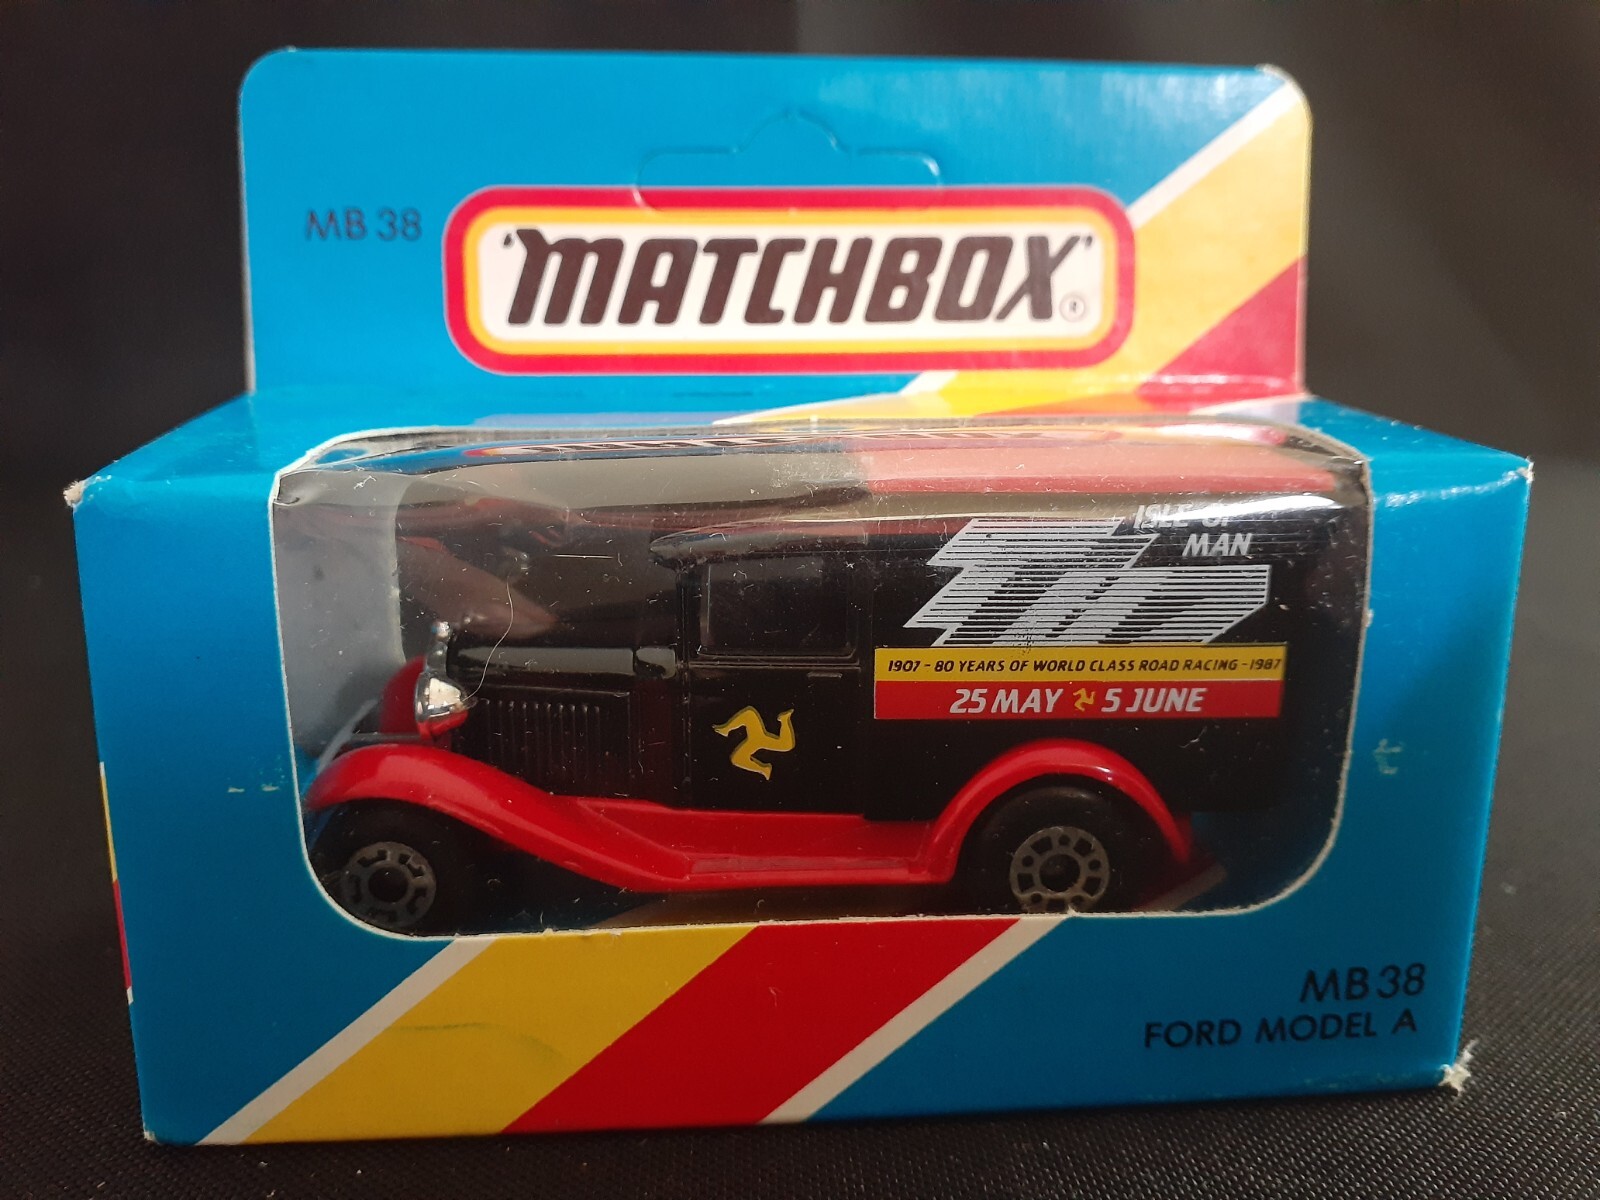 MB 38
'MATCHBOX'®
ISLE OF
MAN
TT
1907 - 80 YEARS OF WORLD CLASS ROAD RACING - 1987
25 MAY 5 JUNE
MB 38
FORD MODEL A